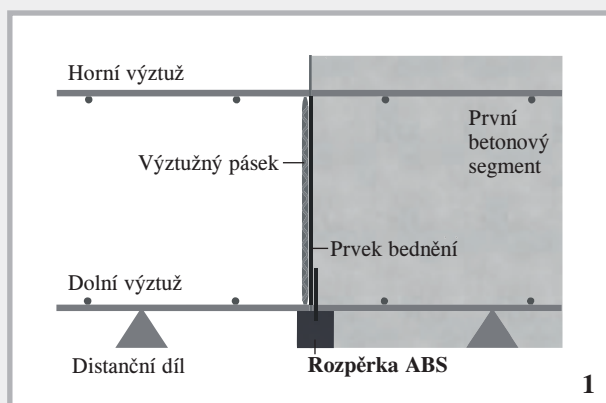 Horní výztuž
První
betonový
segment
Výztužný pásek
Prvek bednění
Dolní výztuž
Distanční díl
Rozpěrka ABS
1